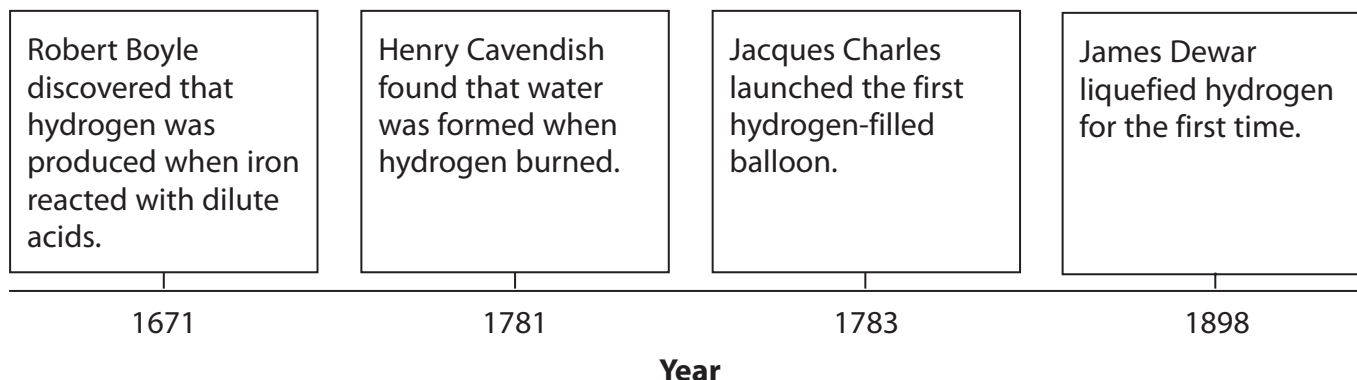 Robert Boyle
discovered that
hydrogen was
produced when iron
reacted with dilute
acids.
Henry Cavendish
found that water
was formed when
hydrogen burned.
Jacques Charles
launched the first
hydrogen-filled
balloon.
James Dewar
liquefied hydrogen
for the first time.
1671
1781
1783
1898
Year